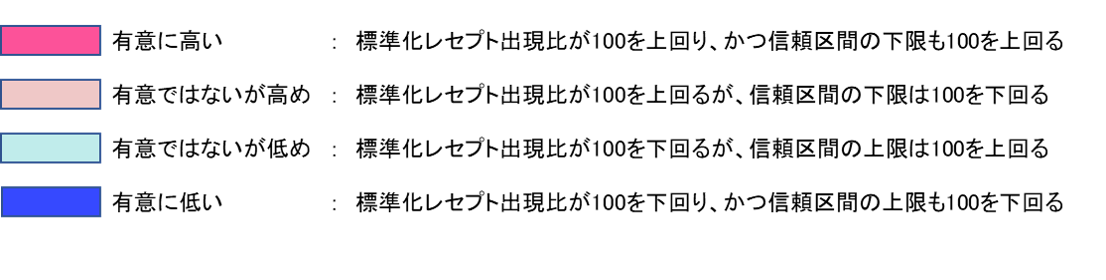 有意に高い : 標準化レセプト出現比が100を上回り、かつ信頼区間の下限も100を上回る
有意ではないが高め : 標準化レセプト出現比が100を上回るが、信頼区間の下限は100を下回る
有意ではないが低め : 標準化レセプト出現比が100を下回るが、信頼区間の上限は100を上回る
有意に低い : 標準化レセプト出現比が100を下回り、かつ信頼区間の上限も100を下回る